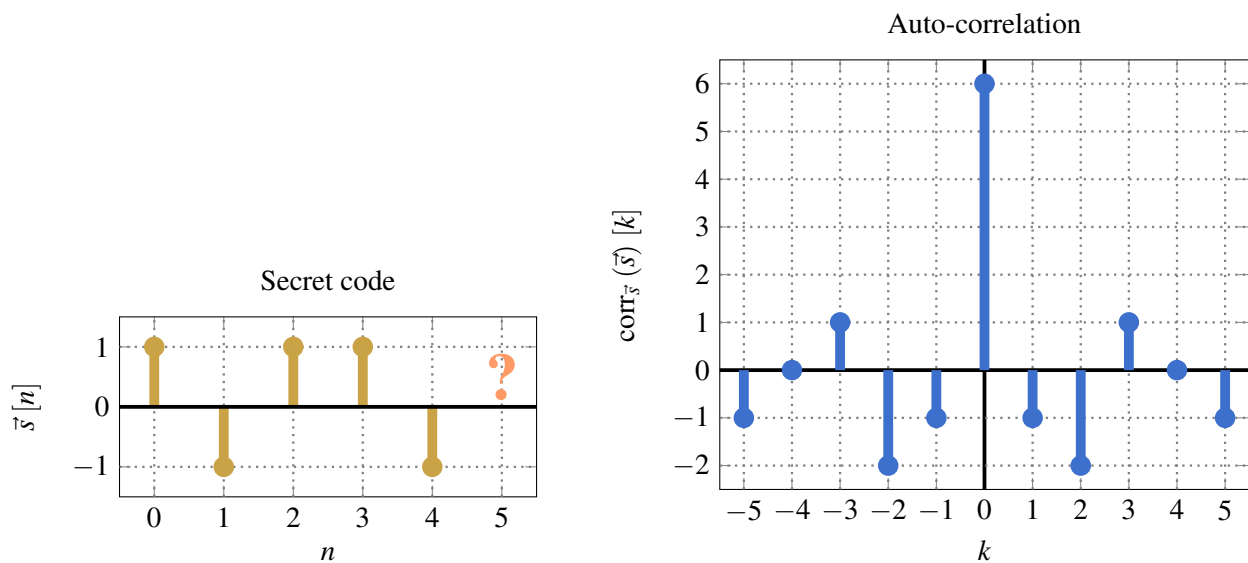 Secret code
1
0
−1
s⃗ [n]
0 1 2 3 4 5
n
?
Auto-correlation
6
5
4
3
2
1
0
−1
−2
corr_s⃗ (s⃗) [k]
−5 −4 −3 −2 −1 0 1 2 3 4 5
k